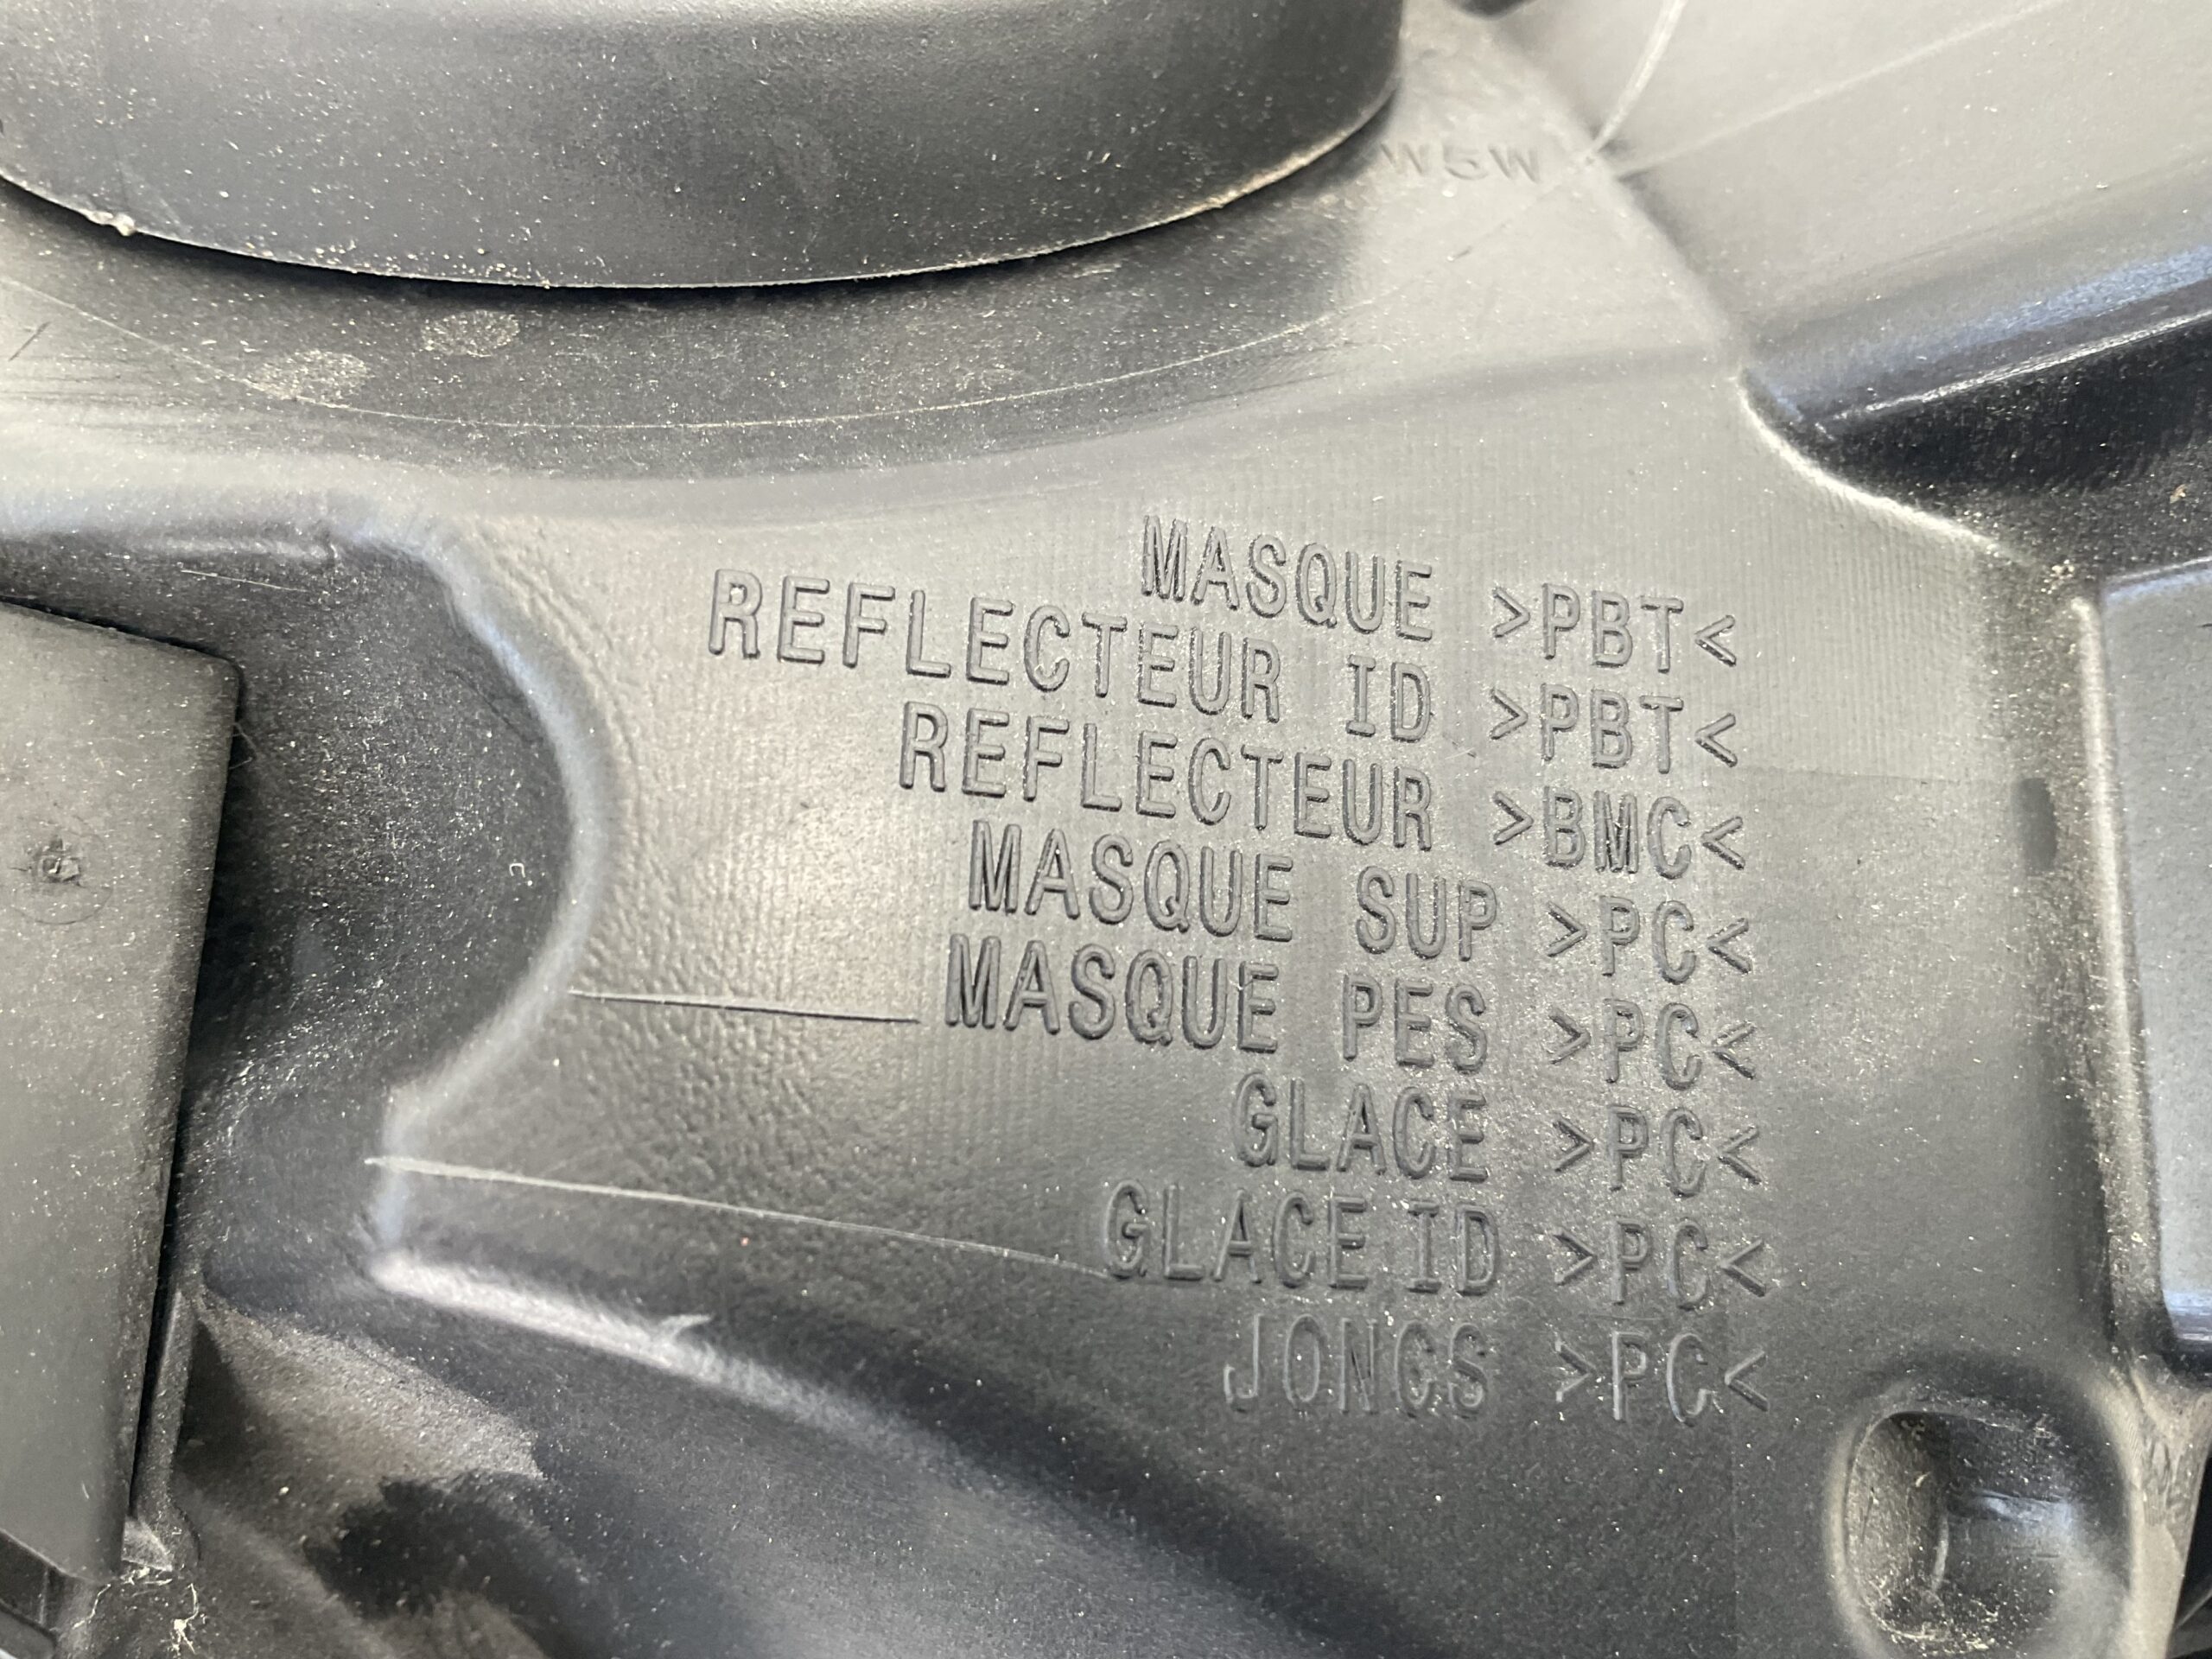 W5W
MASQUE >PBT<
REFLECTEUR ID >PBT<
REFLECTEUR >BMC<
MASQUE SUP >PC<
MASQUE PES >PC<
GLACE >PC<
GLACE ID >PC<
JONCS >PC<